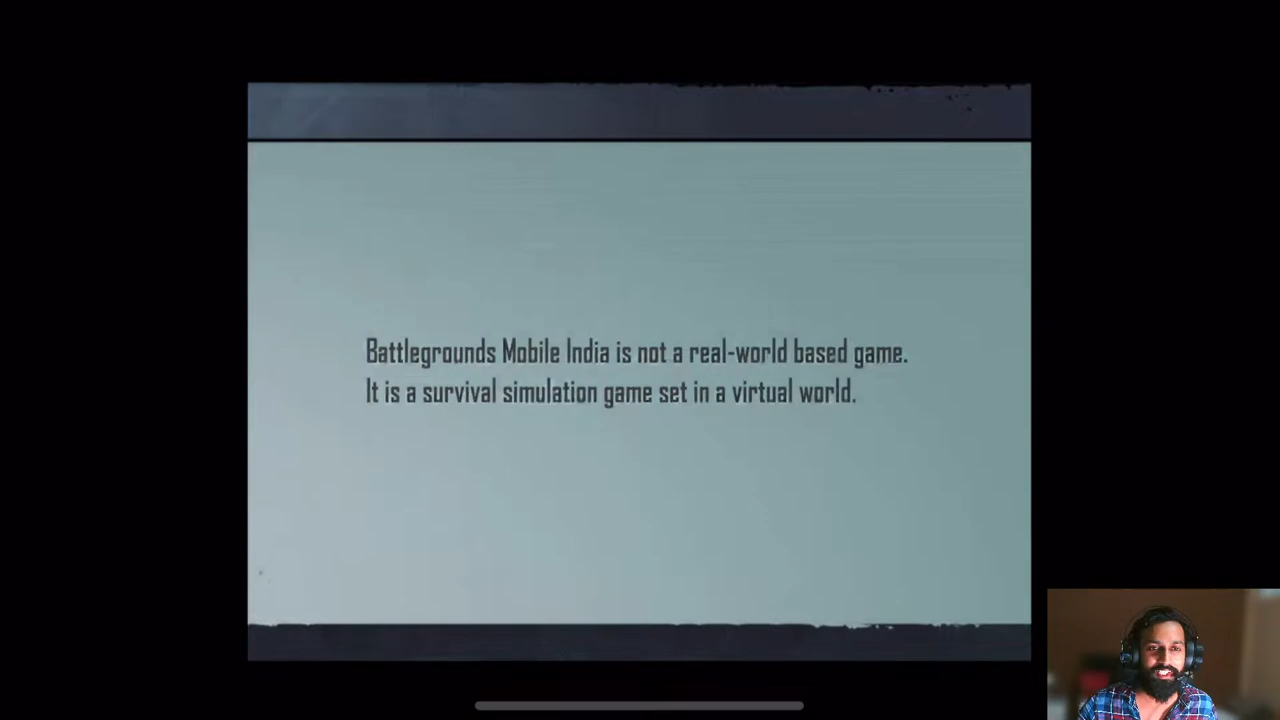 Battlegrounds Mobile India is not a real-world based game.
It is a survival simulation game set in a virtual world.